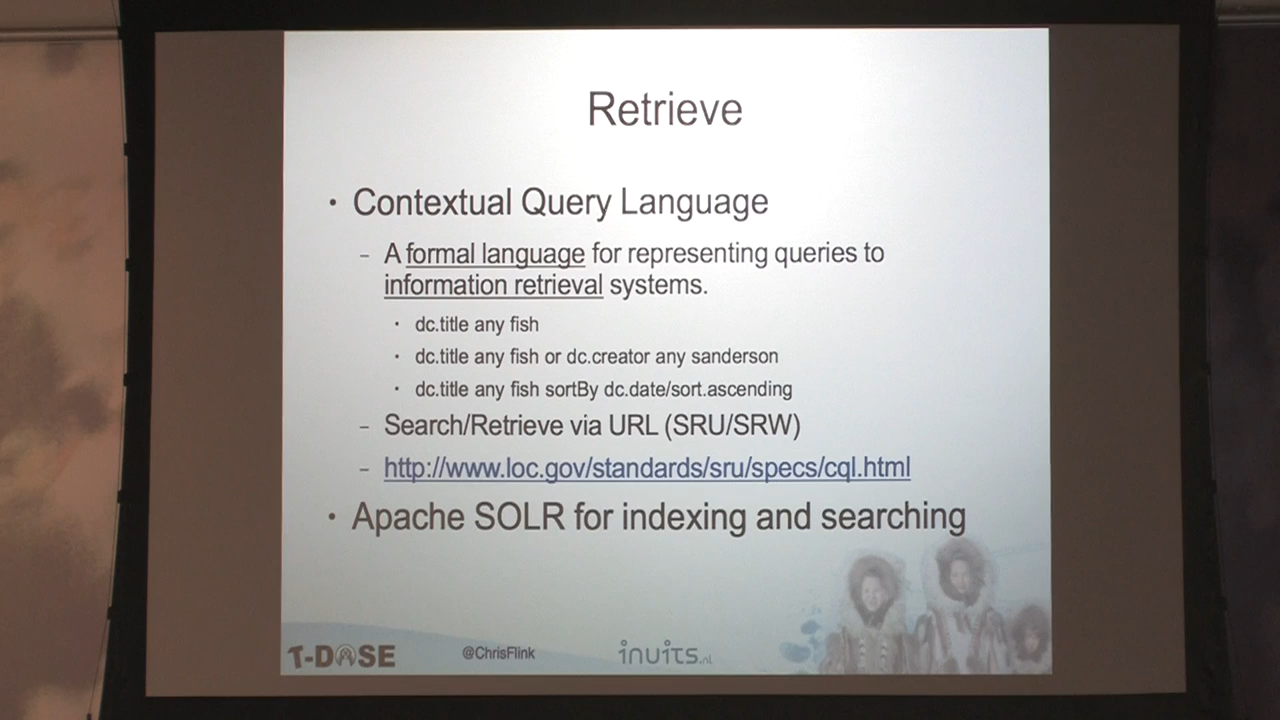 Retrieve
• Contextual Query Language
– A formal language for representing queries to
information retrieval systems.
• dc.title any fish
• dc.title any fish or dc.creator any sanderson
• dc.title any fish sortBy dc.date/sort.ascending
– Search/Retrieve via URL (SRU/SRW)
– http://www.loc.gov/standards/sru/specs/cql.html
• Apache SOLR for indexing and searching
T-DOSE @ChrisFlink inuits.nl